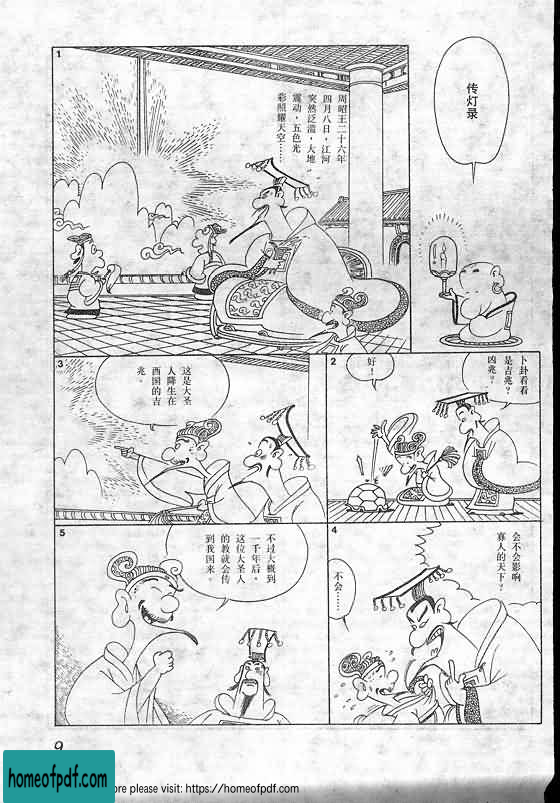 传灯录
1
周昭王二十六年
四月八日，江河
突然泛滥，大地
震动，五色光
彩照耀天空……
2
卜卦看看
是吉兆？
凶兆？
好！
3
这是大圣
人降生在
西国的吉
兆。
4
会不会影响
寡人的天下？
不会……
5
不过大概到
一千年后，
这位大圣人
的教就会传
到我国来。
9
homeofpdf.com
ore please visit: https://homeofpdf.com